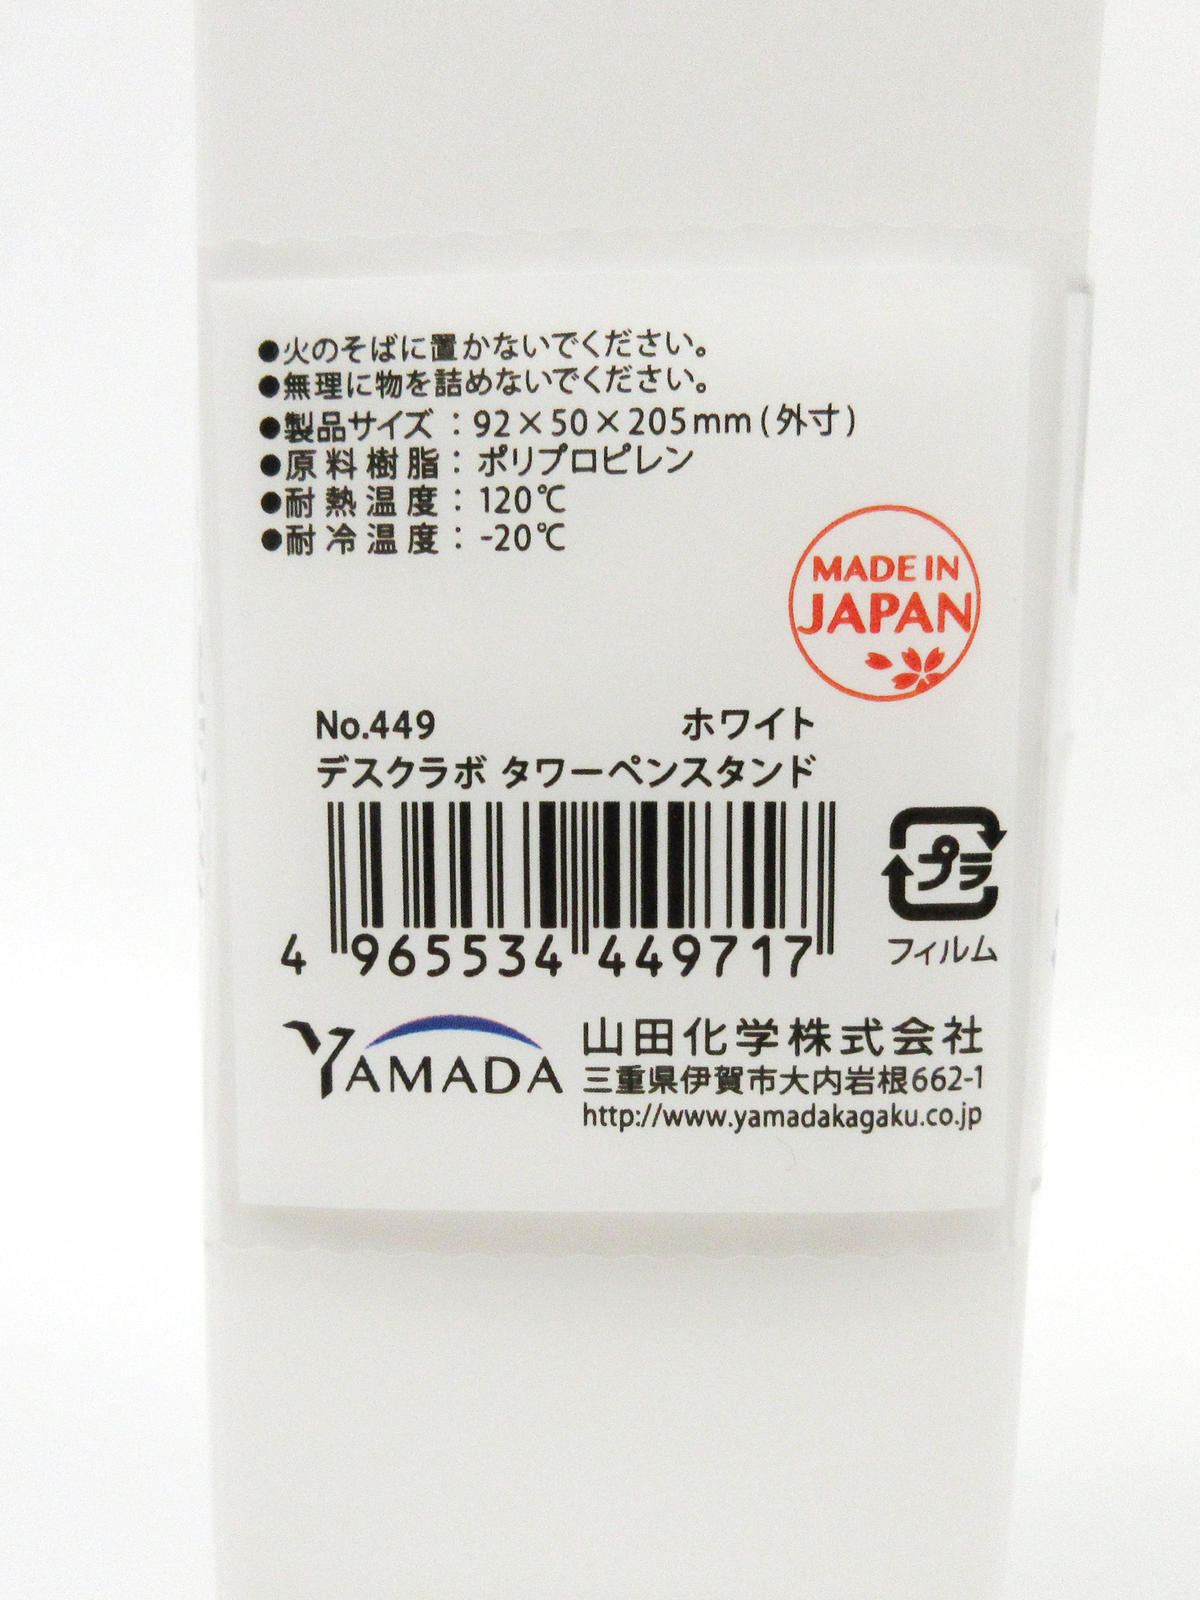 ●火のそばに置かないでください。
●無理に物を詰めないでください。
●製品サイズ：92×50×205mm(外寸)
●原料樹脂：ポリプロピレン
●耐熱温度：120℃
●耐冷温度：-20℃
MADE IN
JAPAN
No.449 ホワイト
デスクラボ タワーペンスタンド
4 965534 449717
プラ
フィルム
YAMADA
山田化学株式会社
三重県伊賀市大内岩根662-1
http://www.yamadakagaku.co.jp